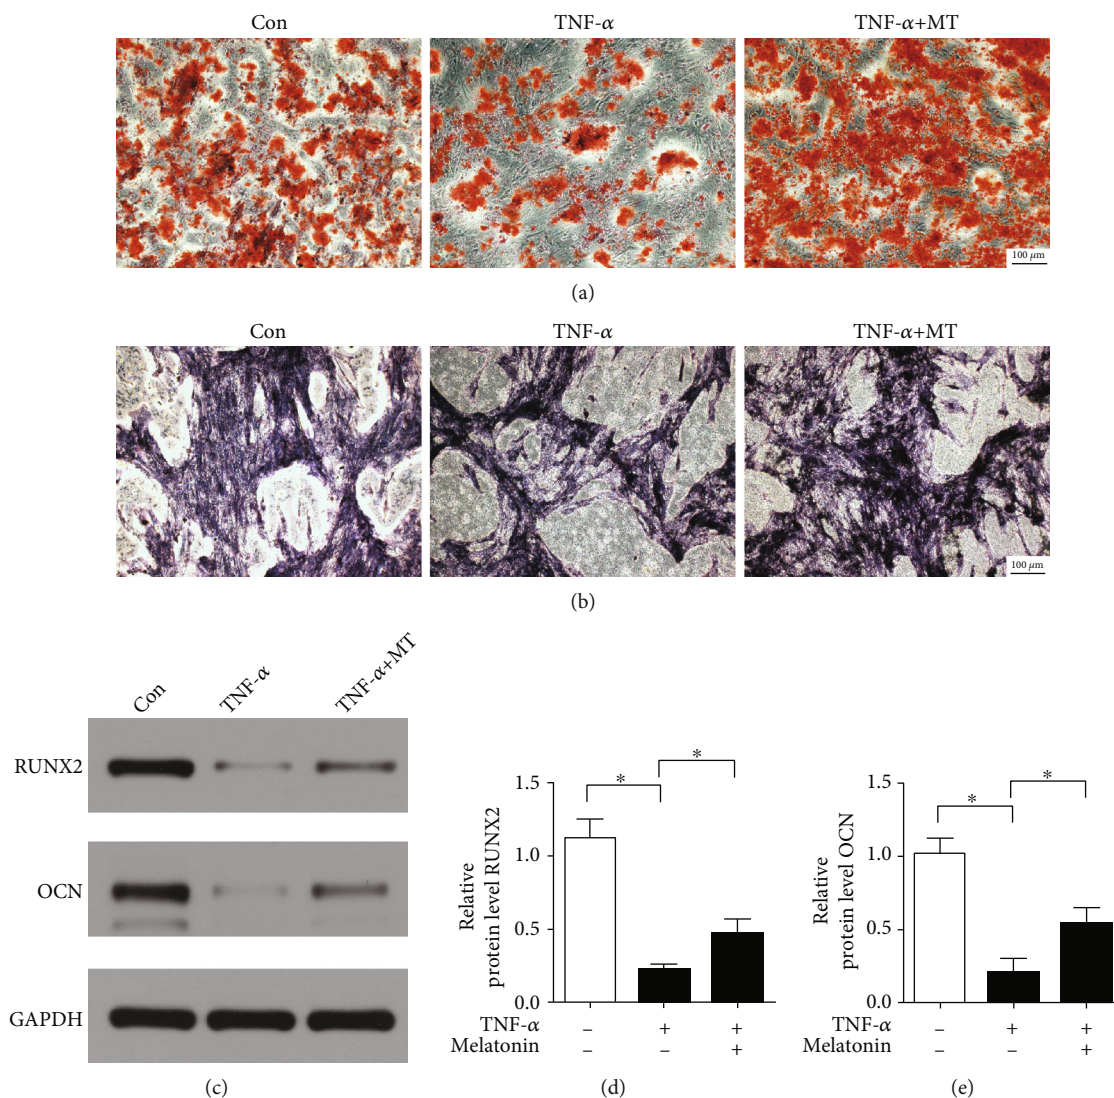 Con TNF-α TNF-α+MT
100 μm
(a)
Con TNF-α TNF-α+MT
100 μm
(b)
Con TNF-α TNF-α+MT
RUNX2
OCN
GAPDH
(c)
Relative
protein level RUNX2
1.5
1.0
0.5
0.0
*
*
TNF-α – + +
Melatonin – – +
(d)
Relative
protein level OCN
1.5
1.0
0.5
0.0
*
*
TNF-α – + +
Melatonin – – +
(e)